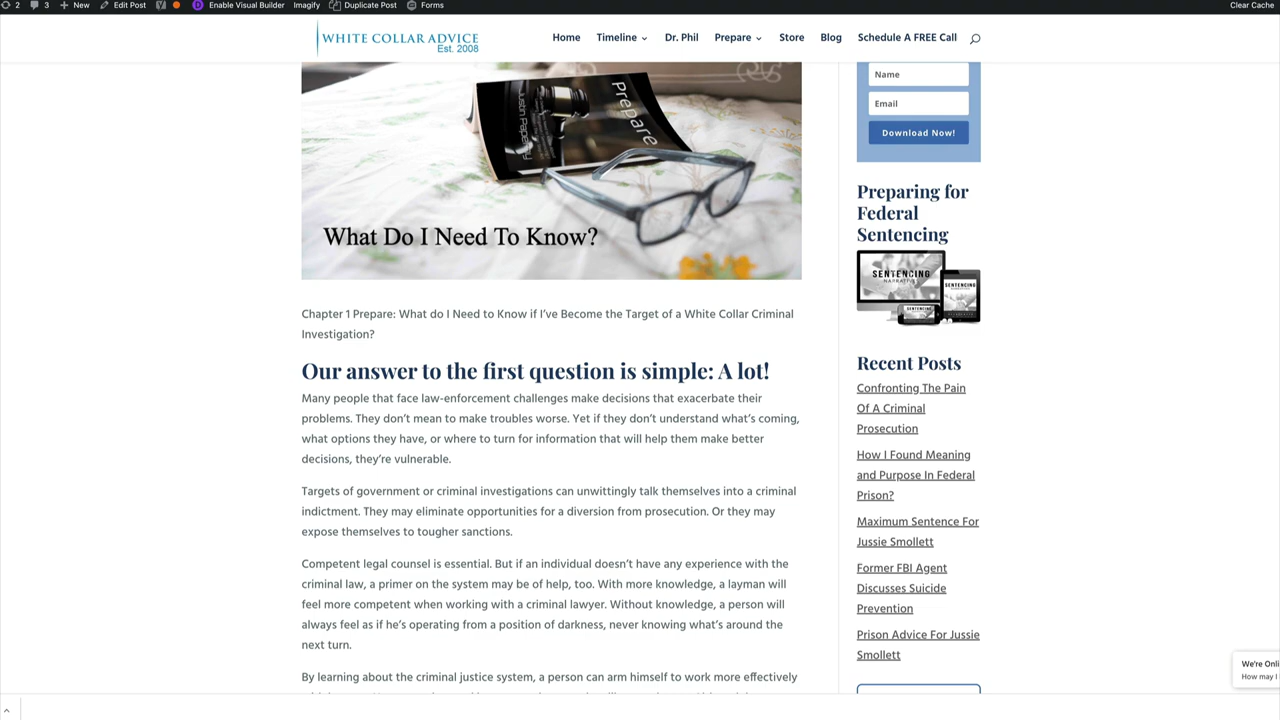 2
3
New
Edit Post
Enable Visual Builder
Imagify
Duplicate Post
Forms
Clear Cache
WHITE COLLAR ADVICE
Est. 2008
Home
Timeline
Dr. Phil
Prepare
Store
Blog
Schedule A FREE Call
Prepare
What Do I Need To Know?
Chapter 1 Prepare: What do I Need to Know if I’ve Become the Target of a White Collar Criminal
Investigation?
Our answer to the first question is simple: A lot!
Many people that face law-enforcement challenges make decisions that exacerbate their
problems. They don’t mean to make troubles worse. Yet if they don’t understand what’s coming,
what options they have, or where to turn for information that will help them make better
decisions, they’re vulnerable.
Targets of government or criminal investigations can unwittingly talk themselves into a criminal
indictment. They may eliminate opportunities for a diversion from prosecution. Or they may
expose themselves to tougher sanctions.
Competent legal counsel is essential. But if an individual doesn’t have any experience with the
criminal law, a primer on the system may be of help, too. With more knowledge, a layman will
feel more competent when working with a criminal lawyer. Without knowledge, a person will
always feel as if he’s operating from a position of darkness, never knowing what’s around the
next turn.
By learning about the criminal justice system, a person can arm himself to work more effectively
Name
Email
Download Now!
Preparing for
Federal
Sentencing
SENTENCING
NARRATIVE
SENTENCING
Recent Posts
Confronting The Pain
Of A Criminal
Prosecution
How I Found Meaning
and Purpose In Federal
Prison?
Maximum Sentence For
Jussie Smollett
Former FBI Agent
Discusses Suicide
Prevention
Prison Advice For Jussie
Smollett
We're Onli
How may I